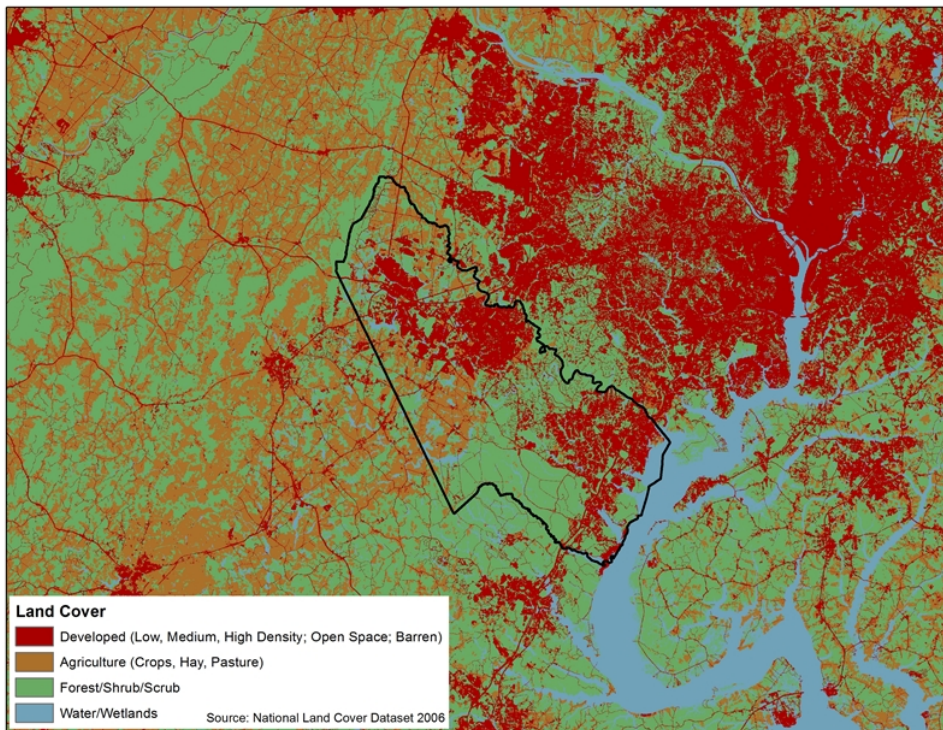 Land Cover
Developed (Low, Medium, High Density; Open Space; Barren)
Agriculture (Crops, Hay, Pasture)
Forest/Shrub/Scrub
Water/Wetlands
Source: National Land Cover Dataset 2006